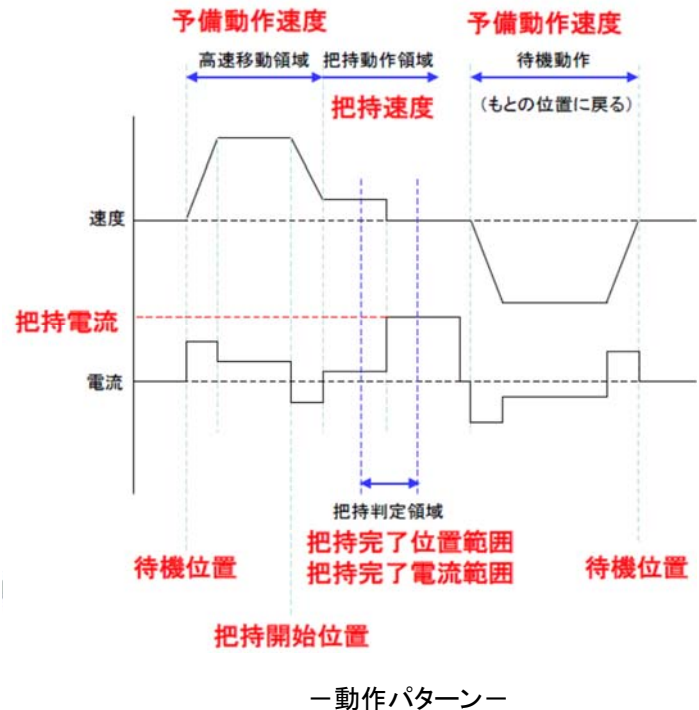 予備動作速度 予備動作速度
高速移動領域 把持動作領域 待機動作
把持速度 (もとの位置に戻る)
速度
把持電流
電流
把持判定領域
把持完了位置範囲
把持完了電流範囲
待機位置 待機位置
把持開始位置
－動作パターン－